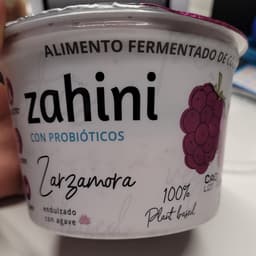 ALIMENTO FERMENTADO DE
zahini
CON PROBIÓTICOS
Zarzamora
100%
Plant based
endulzado
con agave